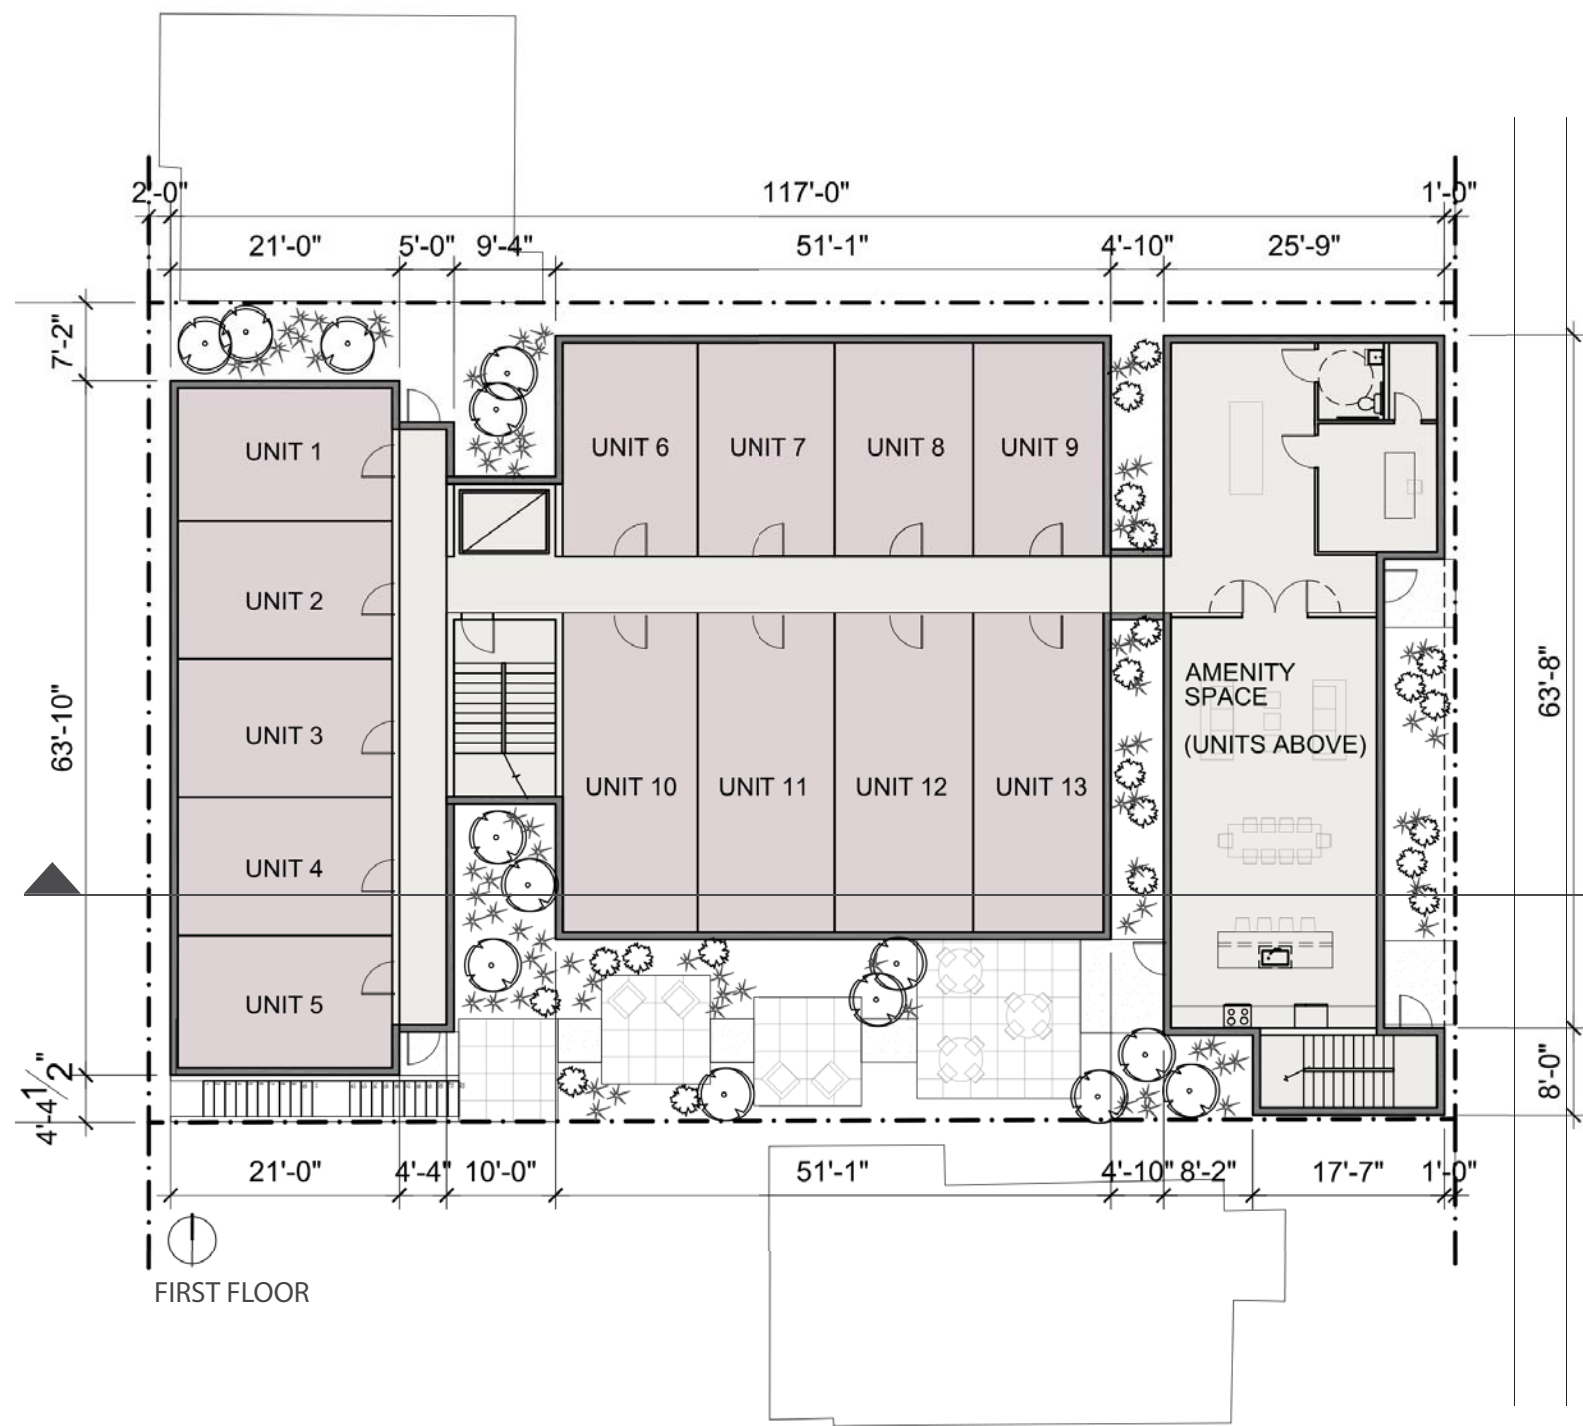 2'-0"
117'-0"
1'-0"
21'-0"
5'-0"
9'-4"
51'-1"
4'-10"
25'-9"
7'-2"
UNIT 1
UNIT 6
UNIT 7
UNIT 8
UNIT 9
UNIT 2
63'-10"
UNIT 3
AMENITY
SPACE
(UNITS ABOVE)
63'-8"
UNIT 10
UNIT 11
UNIT 12
UNIT 13
UNIT 4
UNIT 5
4'-4 1/2"
8'-0"
21'-0"
4'-4"
10'-0"
51'-1"
4'-10"
8'-2"
17'-7"
1'-0"
FIRST FLOOR